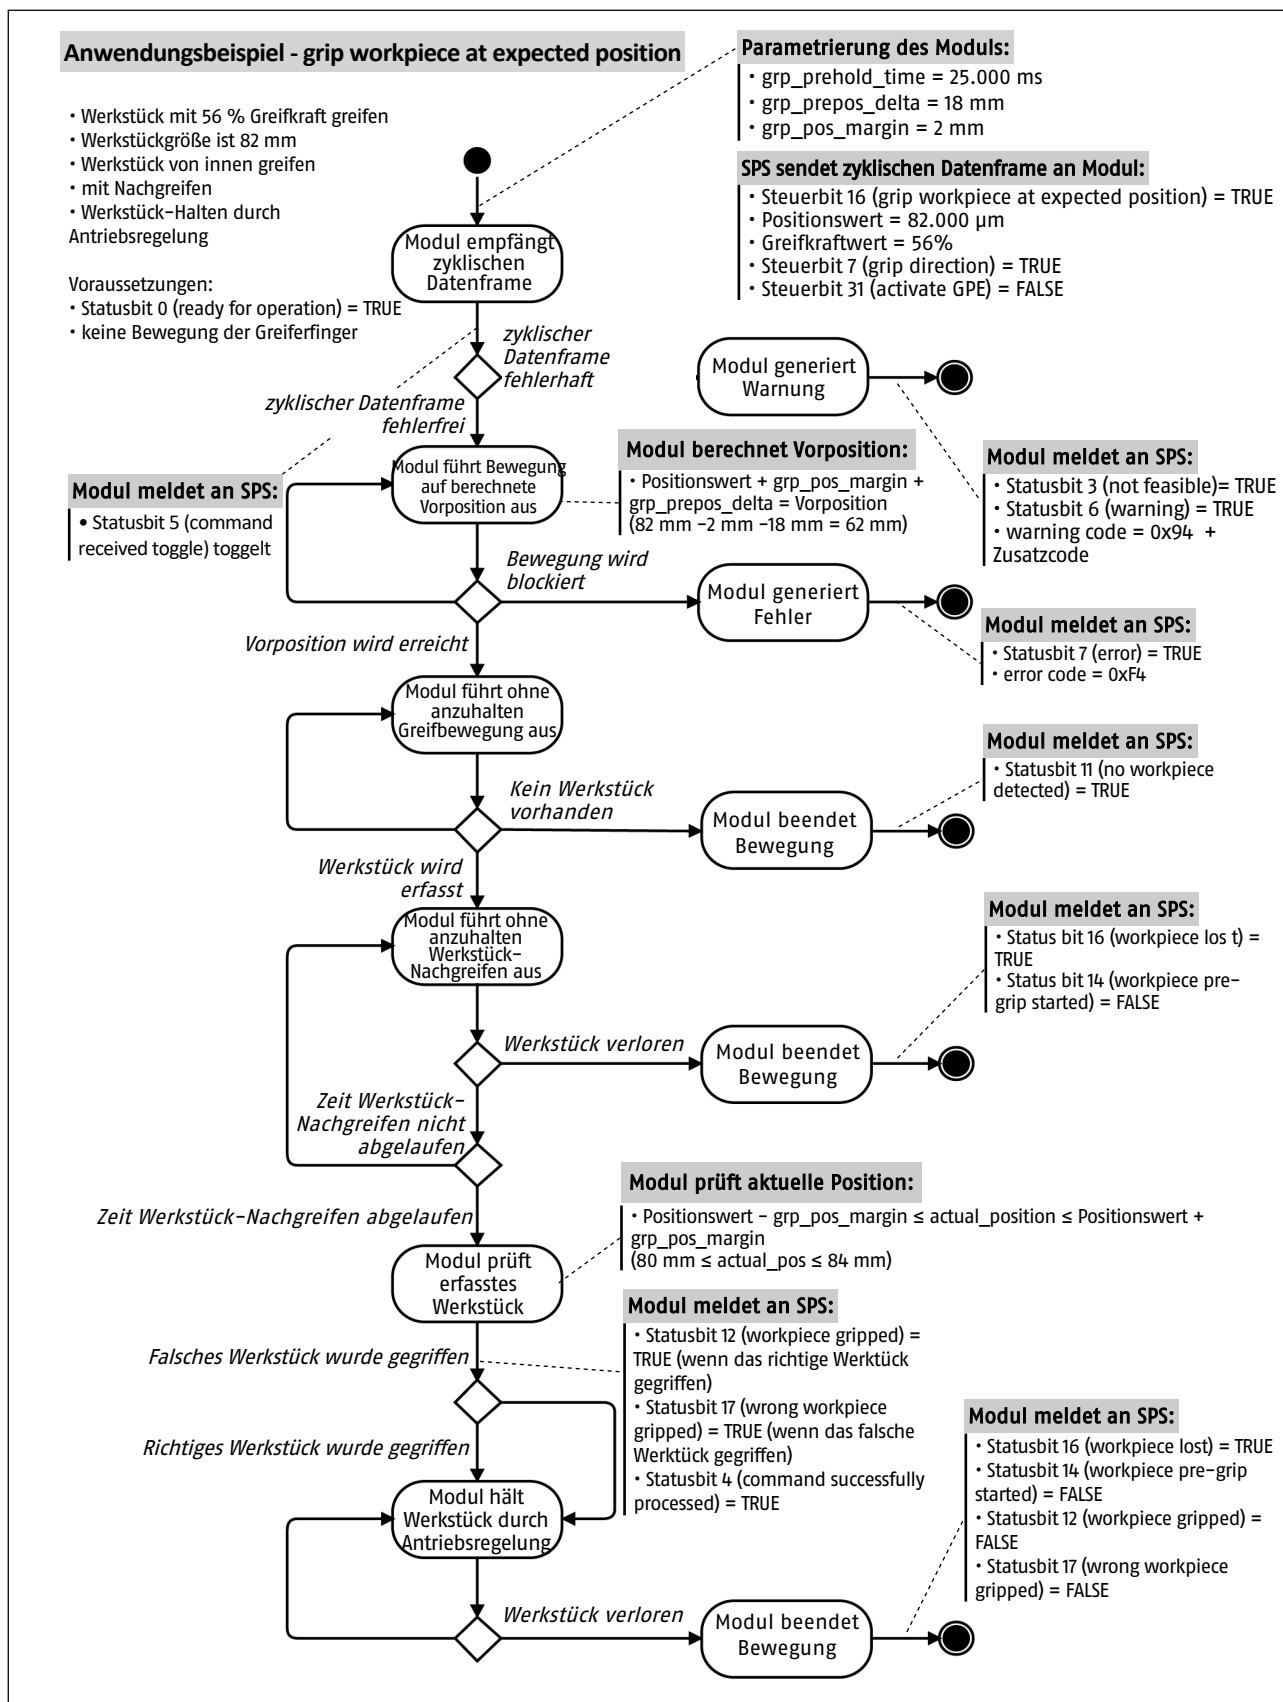 Anwendungsbeispiel - grip workpiece at expected position
• Werkstück mit 56 % Greifkraft greifen
• Werkstückgröße ist 82 mm
• Werkstück von innen greifen
• mit Nachgreifen
• Werkstück-Halten durch
Antriebsregelung
Voraussetzungen:
• Statusbit 0 (ready for operation) = TRUE
• keine Bewegung der Greiferfinger
Parametrierung des Moduls:
• grp_prehold_time = 25.000 ms
• grp_prepos_delta = 18 mm
• grp_pos_margin = 2 mm
SPS sendet zyklischen Datenframe an Modul:
• Steuerbit 16 (grip workpiece at expected position) = TRUE
• Positionswert = 82.000 µm
• Greifkraftwert = 56%
• Steuerbit 7 (grip direction) = TRUE
• Steuerbit 31 (activate GPE) = FALSE
Modul empfängt
zyklischen
Datenframe
zyklischer
Datenframe
fehlerhaft
Modul generiert
Warnung
zyklischer Datenframe
fehlerfrei
Modul meldet an SPS:
• Statusbit 3 (not feasible)= TRUE
• Statusbit 6 (warning) = TRUE
• warning code = 0x94 +
Zusatzcode
Modul meldet an SPS:
• Statusbit 5 (command
received toggle) toggelt
Modul führt Bewegung
auf berechnete
Vorposition aus
Modul berechnet Vorposition:
• Positionswert + grp_pos_margin +
grp_prepos_delta = Vorposition
(82 mm −2 mm −18 mm = 62 mm)
Bewegung wird
blockiert
Modul generiert
Fehler
Modul meldet an SPS:
• Statusbit 7 (error) = TRUE
• error code = 0xF4
Vorposition wird erreicht
Modul führt ohne
anzuhalten
Greifbewegung aus
Kein Werkstück
vorhanden
Modul beendet
Bewegung
Modul meldet an SPS:
• Statusbit 11 (no workpiece
detected) = TRUE
Werkstück wird
erfasst
Modul führt ohne
anzuhalten
Werkstück-
Nachgreifen aus
Modul meldet an SPS:
• Status bit 16 (workpiece los t) =
TRUE
• Status bit 14 (workpiece pre-
grip started) = FALSE
Werkstück verloren
Modul beendet
Bewegung
Zeit Werkstück-
Nachgreifen nicht
abgelaufen
Zeit Werkstück-Nachgreifen abgelaufen
Modul prüft aktuelle Position:
• Positionswert - grp_pos_margin ≤ actual_position ≤ Positionswert +
grp_pos_margin
(80 mm ≤ actual_pos ≤ 84 mm)
Modul prüft
erfasstes
Werkstück
Modul meldet an SPS:
• Statusbit 12 (workpiece gripped) =
TRUE (wenn das richtige Werktück
gegriffen)
• Statusbit 17 (wrong workpiece
gripped) = TRUE (wenn das falsche
Werktück gegriffen)
• Statusbit 4 (command successfully
processed) = TRUE
Falsches Werkstück wurde gegriffen
Richtiges Werkstück wurde gegriffen
Modul hält
Werkstück durch
Antriebsregelung
Modul meldet an SPS:
• Statusbit 16 (workpiece lost) = TRUE
• Statusbit 14 (workpiece pre-grip
started) = FALSE
• Statusbit 12 (workpiece gripped) =
FALSE
• Statusbit 17 (wrong workpiece
gripped) = FALSE
Werkstück verloren
Modul beendet
Bewegung